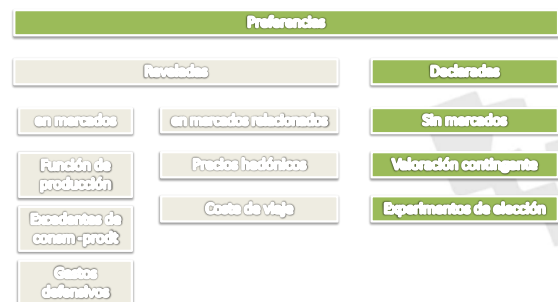 Preferencias
Reveladas
Declaradas
en mercados
en mercados relacionados
Sin mercados
Función de
producción
Precios hedónicos
Valoración contingente
Excedentes de
consm -prodt
Coste de viaje
Experimentos de elección
Gastos
defensivos